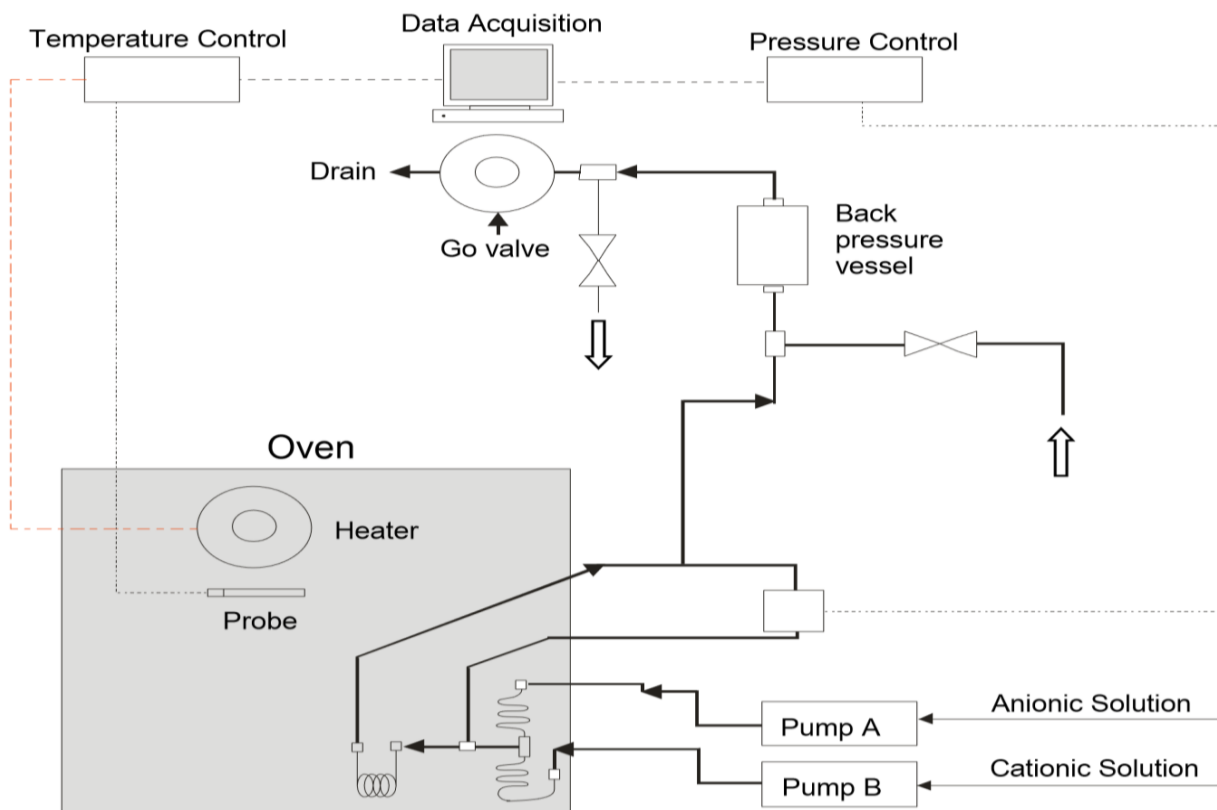 Temperature Control
Data Acquisition
Pressure Control
Drain
Go valve
Back
pressure
vessel
Oven
Heater
Probe
Pump A
Anionic Solution
Pump B
Cationic Solution